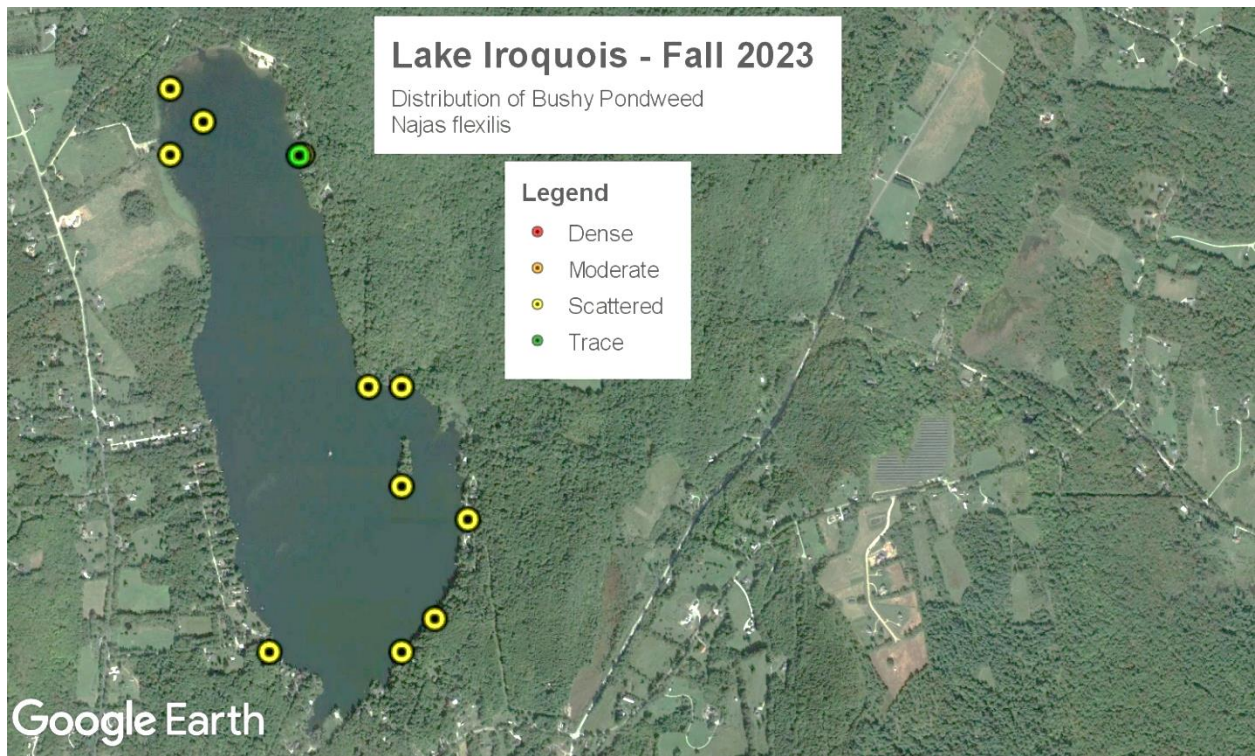 Lake Iroquois - Fall 2023
Distribution of Bushy Pondweed
Najas flexilis
Legend
Dense
Moderate
Scattered
Trace
Google Earth